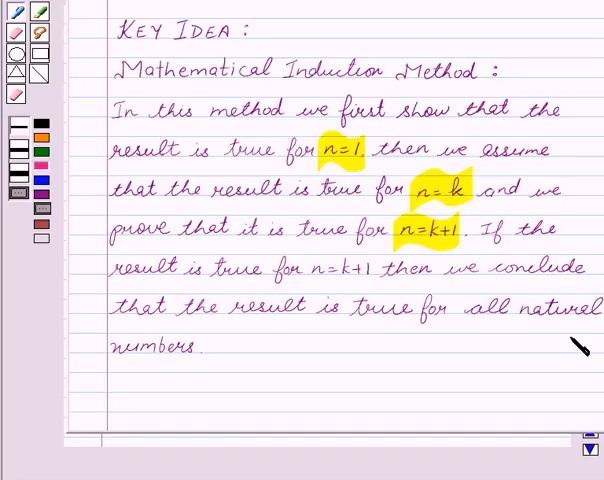 KEY IDEA :
Mathematical Induction Method :
In this method we first show that the
result is true for n=1, then we assume
that the result is true for n=k and we
prove that it is true for n=k+1. If the
result is true for n=k+1 then we conclude
that the result is true for all natural
numbers.